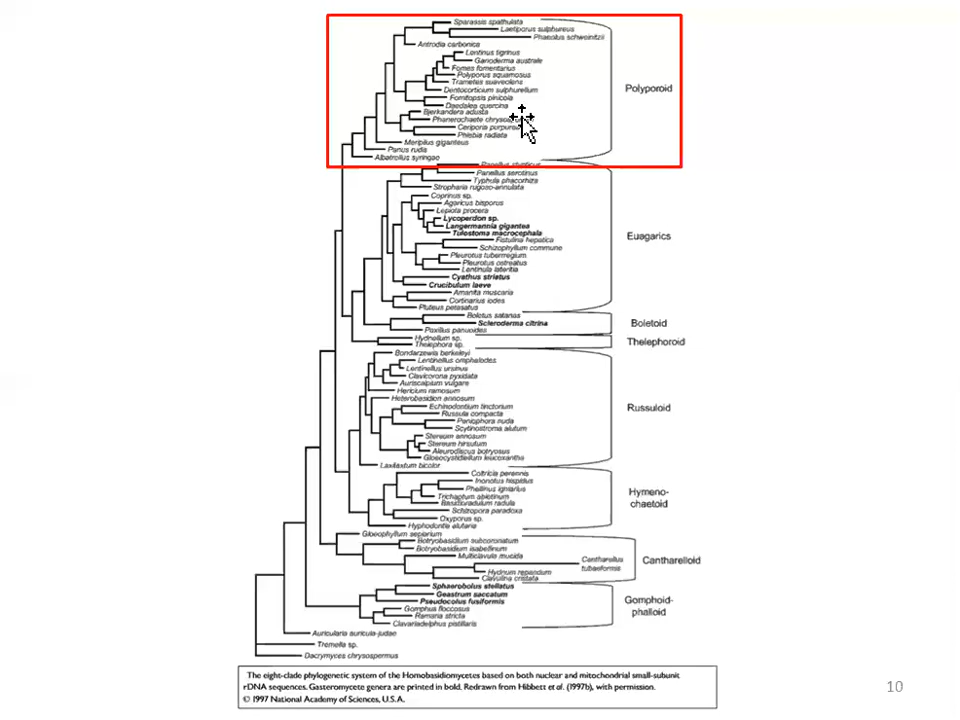 Sparassis spathulata
Laetiporus sulphureus
Phaeolus schweinitzii
Antrodia carbonica
Lentinus tigrinus
Ganoderma australe
Fomes fomentarius
Polyporus squamosus
Trametes suaveolens
Dentocorticium sulphurellum
Fomitopsis pinicola
Daedalea quercina
Bjerkandera adusta
Phanerochaete
Ceriporia purpurea
Phlebia radiata
Meripilus giganteus
Panus rudis
Albatrellus syringae
Polyporoid
Panellus serotinus
Typhula phacorhiza
Stropharia rugoso-annulata
Coprinus sp.
Agaricus bisporus
Lepiota procera
Lycoperdon sp.
Langermannia gigantea
Tulostoma macrocephala
Fistulina hepatica
Schizophyllum commune
Pleurotus tuberregium
Pleurotus ostreatus
Lentinula lateritia
Cyathus striatus
Crucibulum laeve
Amanita muscaria
Cortinarius iodes
Pluteus petasatus
Euagarics
Boletus satanas
Scleroderma citrina
Paxillus panuoides
Boletoid
Hydnellum sp.
Thelephora sp.
Thelephoroid
Bondarzewia berkeleyi
Lentinellus omphalodes
Lentinellus ursinus
Clavicorona pyxidata
Auriscalpium vulgare
Hericium ramosum
Heterobasidion annosum
Echinodontium tinctorium
Russula compacta
Peniophora nuda
Scytinostroma alutum
Stereum annosum
Stereum hirsutum
Aleurodiscus botryosus
Gloeocystidiellum leucoxantha
Laxitextum bicolor
Russuloid
Coltricia perennis
Inonotus hispidus
Phellinus igniarius
Trichaptum abietinum
Basidioradulum radula
Schizopora paradoxa
Oxyporus sp.
Hyphodontia alutaria
Hymeno-
chaetoid
Gloeophyllum sepiarium
Botryobasidium subcoronatum
Botryobasidium isabellinum
Multiclavula mucida
Cantharellus
tubaeformis
Hydnum repandum
Clavulina cristata
Cantharelloid
Sphaerobolus stellatus
Geastrum saccatum
Pseudocolus fusiformis
Gomphus floccosus
Ramaria stricta
Clavariadelphus pistillaris
Gomphoid-
phalloid
Auricularia auricula-judae
Tremella sp.
Dacrymyces chrysospermus
The eight-clade phylogenetic system of the Homobasidiomycetes based on both nuclear and mitochondrial small-subunit
rDNA sequences. Gasteromycete genera are printed in bold. Redrawn from Hibbett et al. (1997b), with permission.
© 1997 National Academy of Sciences, U.S.A.
10